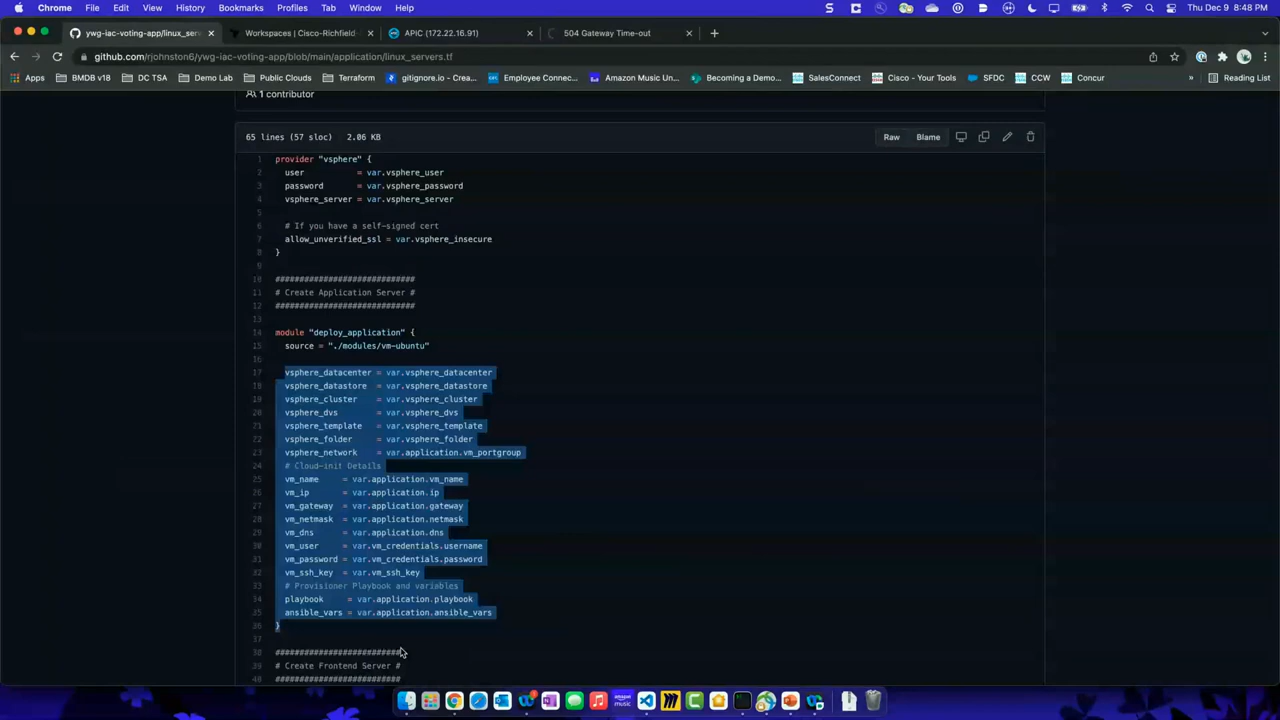 Chrome File Edit View History Bookmarks Profiles Tab Window Help Thu Dec 9 8:48 PM
ywg-iac-voting-app/linux_serv Workspaces | Cisco-Richfield- APIC (172.22.16.91) 504 Gateway Time-out
github.com/rjohnston6/ywg-iac-voting-app/blob/main/application/linux_servers.tf
Apps BMDB v18 DC TSA Demo Lab Public Clouds Terraform gitignore.io - Crea... Employee Connec... Amazon Music Un... Becoming a Demo... SalesConnect Cisco - Your Tools SFDC CCW Concur » Reading List
1 contributor
65 lines (57 sloc) 2.06 KB Raw Blame
1 provider "vsphere" {
2 user = var.vsphere_user
3 password = var.vsphere_password
4 vsphere_server = var.vsphere_server
5
6 # If you have a self-signed cert
7 allow_unverified_ssl = var.vsphere_insecure
8 }
9
10 #############################
11 # Create Application Server #
12 #############################
13
14 module "deploy_application" {
15 source = "./modules/vm-ubuntu"
16
17 vsphere_datacenter = var.vsphere_datacenter
18 vsphere_datastore = var.vsphere_datastore
19 vsphere_cluster = var.vsphere_cluster
20 vsphere_dvs = var.vsphere_dvs
21 vsphere_template = var.vsphere_template
22 vsphere_folder = var.vsphere_folder
23 vsphere_network = var.application.vm_portgroup
24 # Cloud-init Details
25 vm_name = var.application.vm_name
26 vm_ip = var.application.ip
27 vm_gateway = var.application.gateway
28 vm_netmask = var.application.netmask
29 vm_dns = var.application.dns
30 vm_user = var.vm_credentials.username
31 vm_password = var.vm_credentials.password
32 vm_ssh_key = var.vm_ssh_key
33 # Provisioner Playbook and variables
34 playbook = var.application.playbook
35 ansible_vars = var.application.ansible_vars
36 }
37
38 ##########################
39 # Create Frontend Server #
40 ##########################